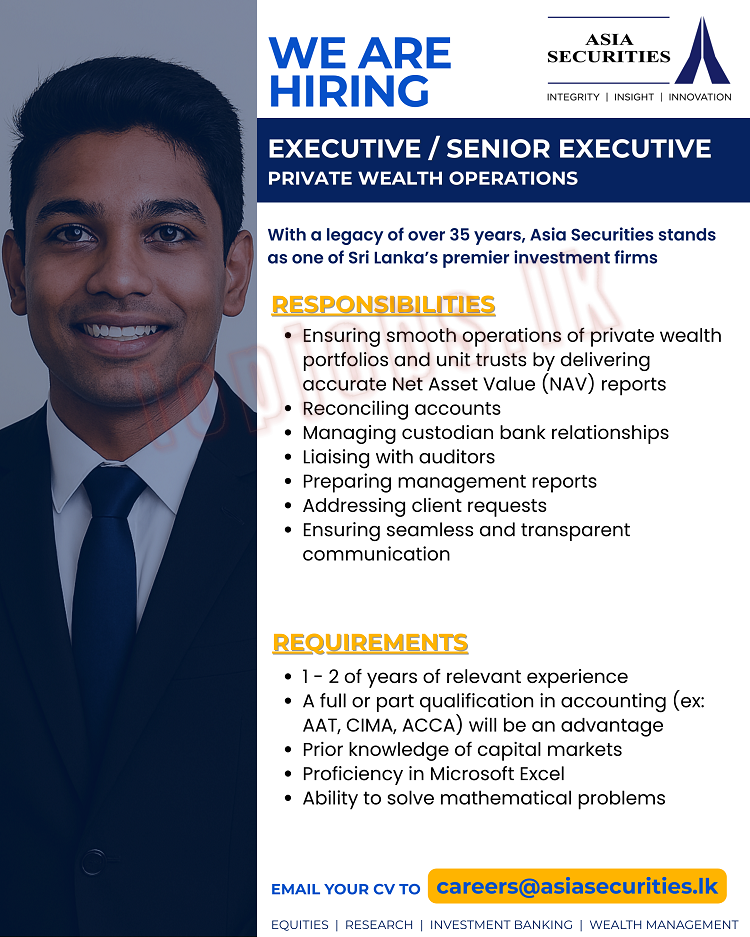 WE ARE
HIRING
ASIA
SECURITIES
INTEGRITY | INSIGHT | INNOVATION
EXECUTIVE / SENIOR EXECUTIVE
PRIVATE WEALTH OPERATIONS
With a legacy of over 35 years, Asia Securities stands
as one of Sri Lanka's premier investment firms
RESPONSIBILITIES
• Ensuring smooth operations of private wealth
portfolios and unit trusts by delivering
accurate Net Asset Value (NAV) reports
• Reconciling accounts
• Managing custodian bank relationships
• Liaising with auditors
• Preparing management reports
• Addressing client requests
• Ensuring seamless and transparent
communication
topjobs.lk
REQUIREMENTS
• 1 - 2 of years of relevant experience
• A full or part qualification in accounting (ex:
AAT, CIMA, ACCA) will be an advantage
• Prior knowledge of capital markets
• Proficiency in Microsoft Excel
• Ability to solve mathematical problems
EMAIL YOUR CV TO careers@asiasecurities.lk
EQUITIES | RESEARCH | INVESTMENT BANKING | WEALTH MANAGEMENT